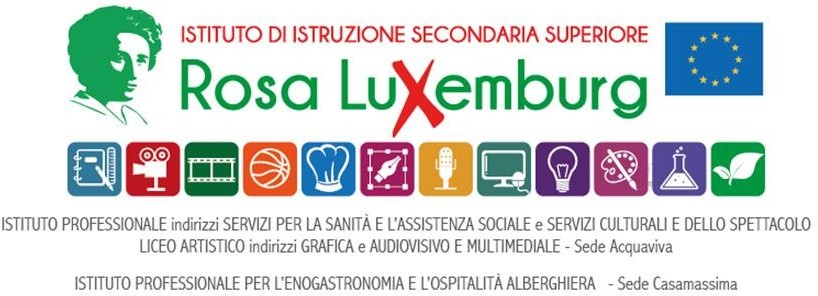 ISTITUTO DI ISTRUZIONE SECONDARIA SUPERIORE
Rosa LuXemburg
ISTITUTO PROFESSIONALE indirizzi SERVIZI PER LA SANITÀ E L'ASSISTENZA SOCIALE e SERVIZI CULTURALI E DELLO SPETTACOLO
LICEO ARTISTICO indirizzi GRAFICA e AUDIOVISIVO E MULTIMEDIALE - Sede Acquaviva
ISTITUTO PROFESSIONALE PER L'ENOGASTRONOMIA E L'OSPITALITÀ ALBERGHIERA - Sede Casamassima